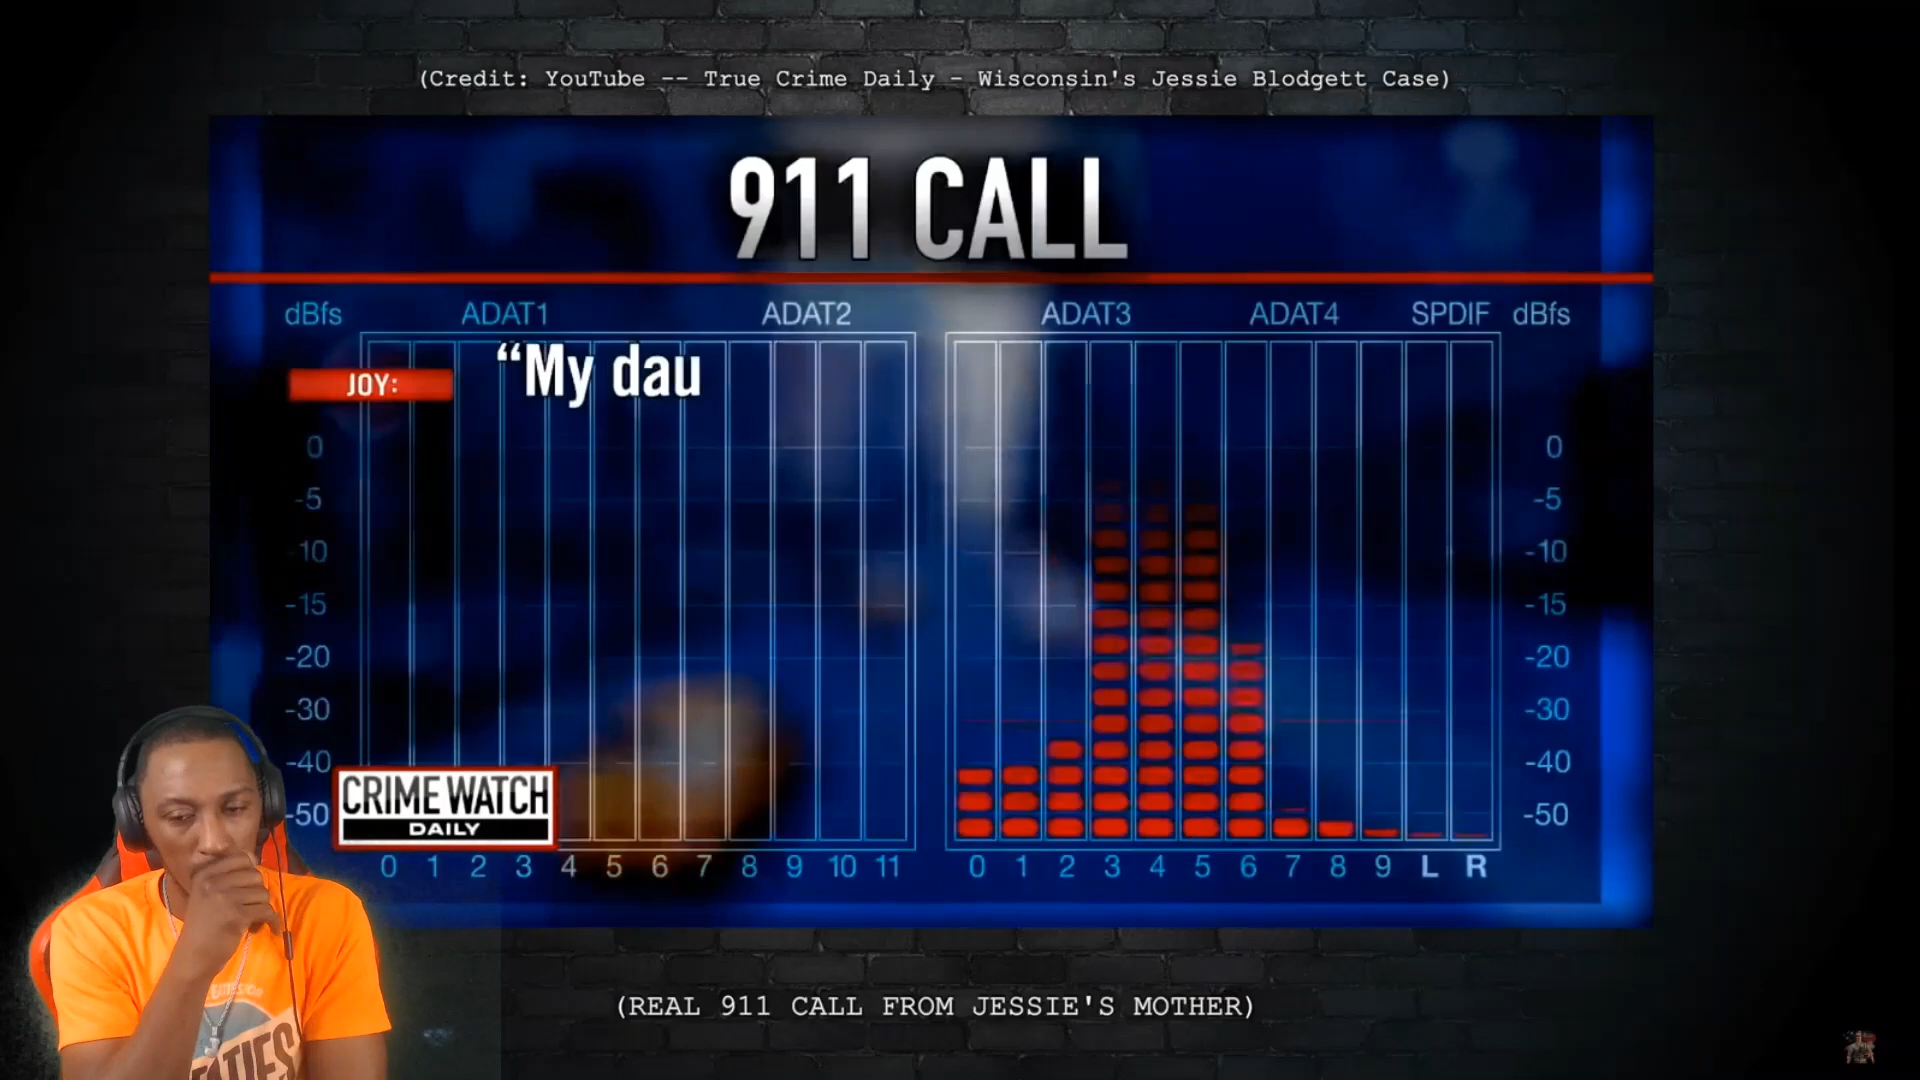 (Credit: YouTube -- True Crime Daily - Wisconsin's Jessie Blodgett Case)
911 CALL
dBfs ADAT1 ADAT2 ADAT3 ADAT4 SPDIF dBfs
JOY: “My dau
0 0
-5 -5
-10 -10
-15 -15
-20 -20
-30 -30
-40 -40
-50 -50
CRIME WATCH
DAILY
0 1 2 3 4 5 6 7 8 9 10 11 0 1 2 3 4 5 6 7 8 9 L R
(REAL 911 CALL FROM JESSIE'S MOTHER)